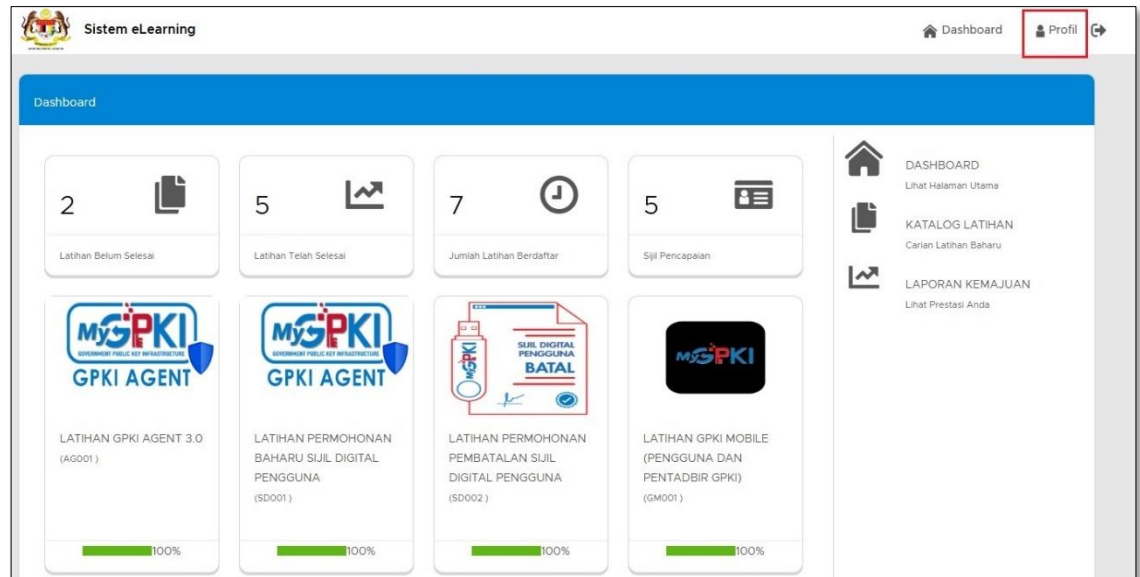 Sistem eLearning
Dashboard
Profil
Dashboard
2
Latihan Belum Selesai
5
Latihan Telah Selesai
7
Jumlah Latihan Berdaftar
5
Sijil Pencapaian
DASHBOARD
Lihat Halaman Utama
KATALOG LATIHAN
Carian Latihan Baharu
LAPORAN KEMAJUAN
Lihat Prestasi Anda
MyGPKI
GOVERNMENT PUBLIC KEY INFRASTRUCTURE
GPKI AGENT
LATIHAN GPKI AGENT 3.0
(AG001 )
100%
MyGPKI
GOVERNMENT PUBLIC KEY INFRASTRUCTURE
GPKI AGENT
LATIHAN PERMOHONAN
BAHARU SIJIL DIGITAL
PENGGUNA
(SD001 )
100%
MyGPKI
SIJIL DIGITAL
PENGGUNA
BATAL
LATIHAN PERMOHONAN
PEMBATALAN SIJIL
DIGITAL PENGGUNA
(SD002 )
100%
MyGPKI
LATIHAN GPKI MOBILE
(PENGGUNA DAN
PENTADBIR GPKI)
(GM001 )
100%